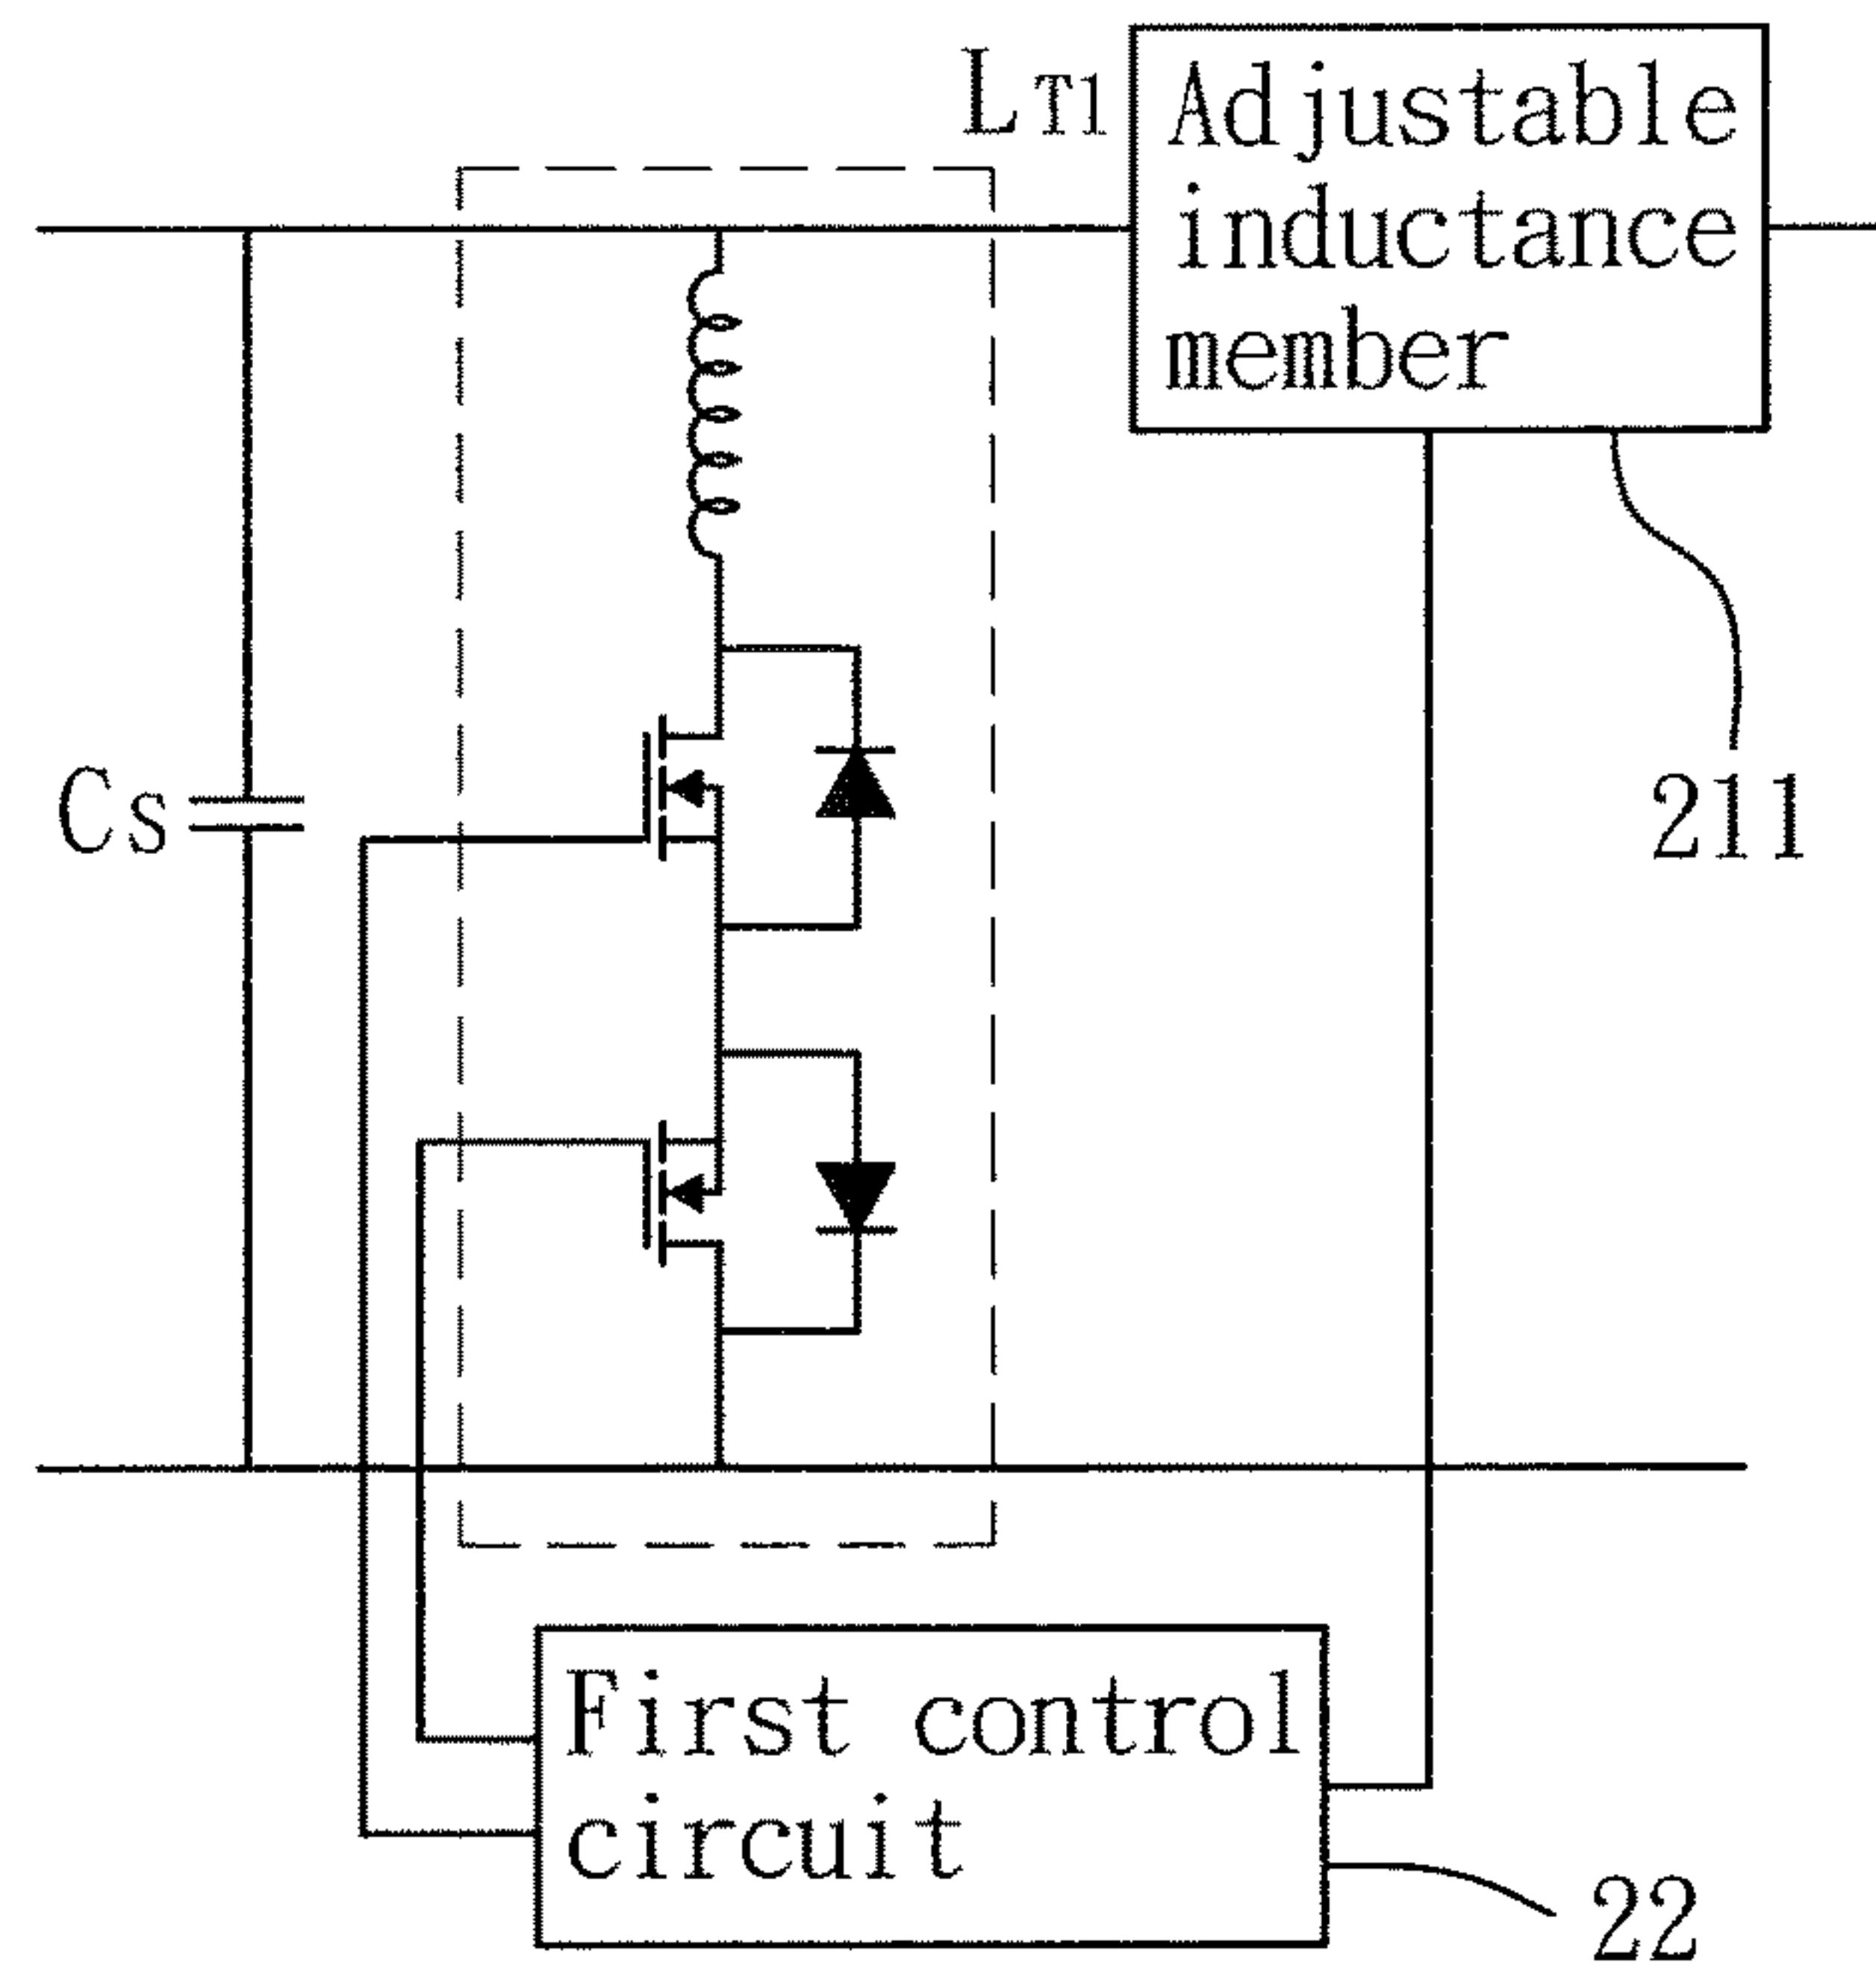 LT1
Adjustable
inductance
member
CS
211
First control
circuit
22